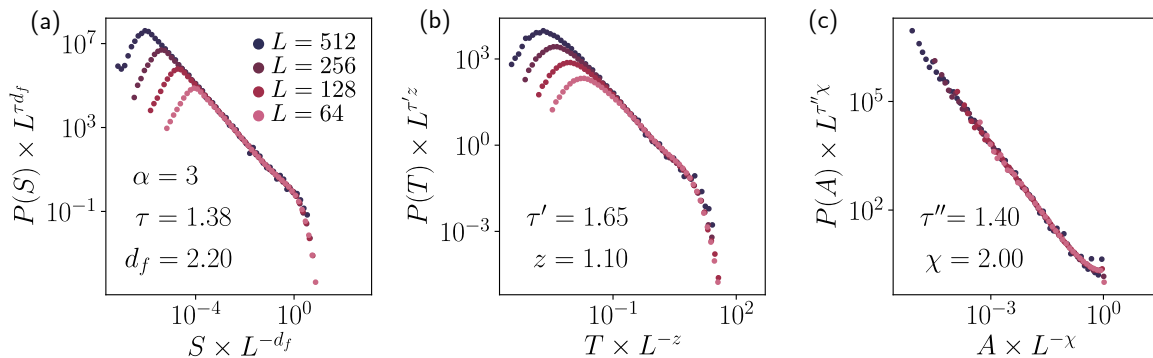 (a)
P(S) × L^{τd_f}
10^7
10^3
10^{-1}
L = 512
L = 256
L = 128
L = 64
α = 3
τ = 1.38
d_f = 2.20
10^{-4}
10^0
S × L^{-d_f}
(b)
P(T) × L^{τ′z}
10^3
10^0
10^{-3}
τ′ = 1.65
z = 1.10
10^{-1}
10^2
T × L^{-z}
(c)
P(A) × L^{τ″χ}
10^5
10^2
τ″ = 1.40
χ = 2.00
10^{-3}
10^0
A × L^{-χ}